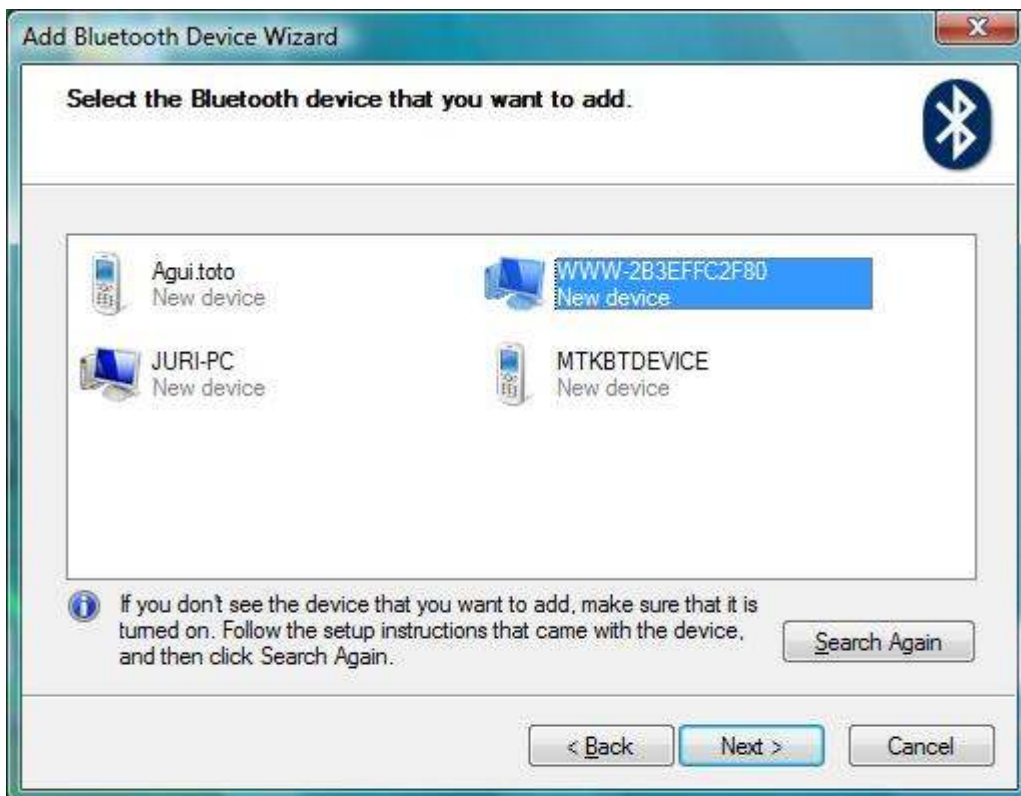 Add Bluetooth Device Wizard
Select the Bluetooth device that you want to add.
Agui.toto
New device
WWW-2B3EFFC2F80
New device
JURI-PC
New device
MTKBTDEVICE
New device
If you don't see the device that you want to add, make sure that it is
turned on. Follow the setup instructions that came with the device,
and then click Search Again.
Search Again
< Back
Next >
Cancel